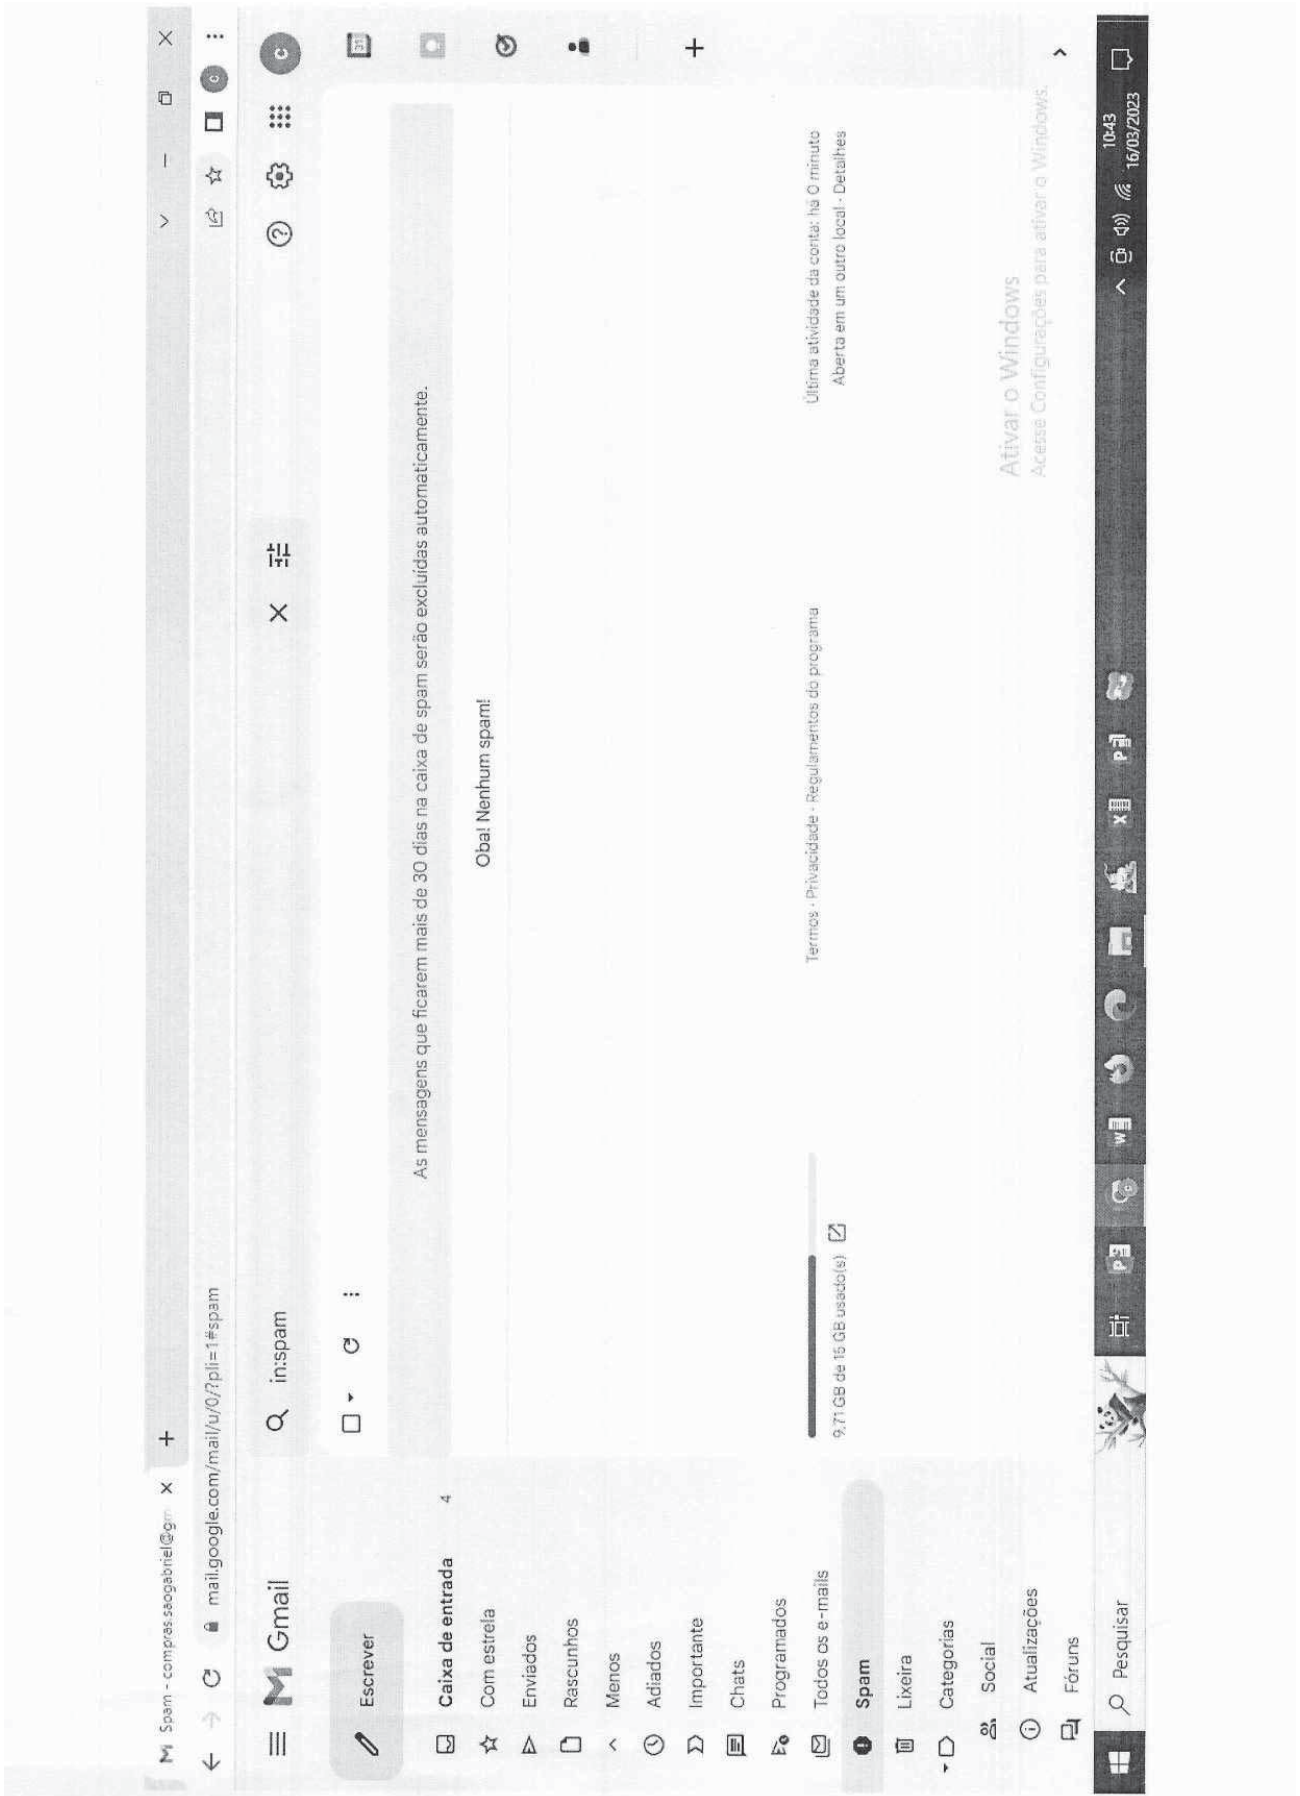 Spam - compras.saogabriel@gm
mail.google.com/mail/u/0/?pli=1#spam
Gmail
in:spam
Escrever
Caixa de entrada 4
Com estrela
Enviados
Rascunhos
Menos
Adiados
Importante
Chats
Programados
Todos os e-mails
Spam
Lixeira
Categorias
Social
Atualizações
Fóruns
As mensagens que ficarem mais de 30 dias na caixa de spam serão excluídas automaticamente.
Oba! Nenhum spam!
9,71 GB de 15 GB usado(s)
Termos · Privacidade · Regulamentos do programa
Última atividade da conta: há 0 minuto
Aberta em um outro local · Detalhes
Ativar o Windows
Acesse Configurações para ativar o Windows.
Pesquisar
10:43
16/03/2023